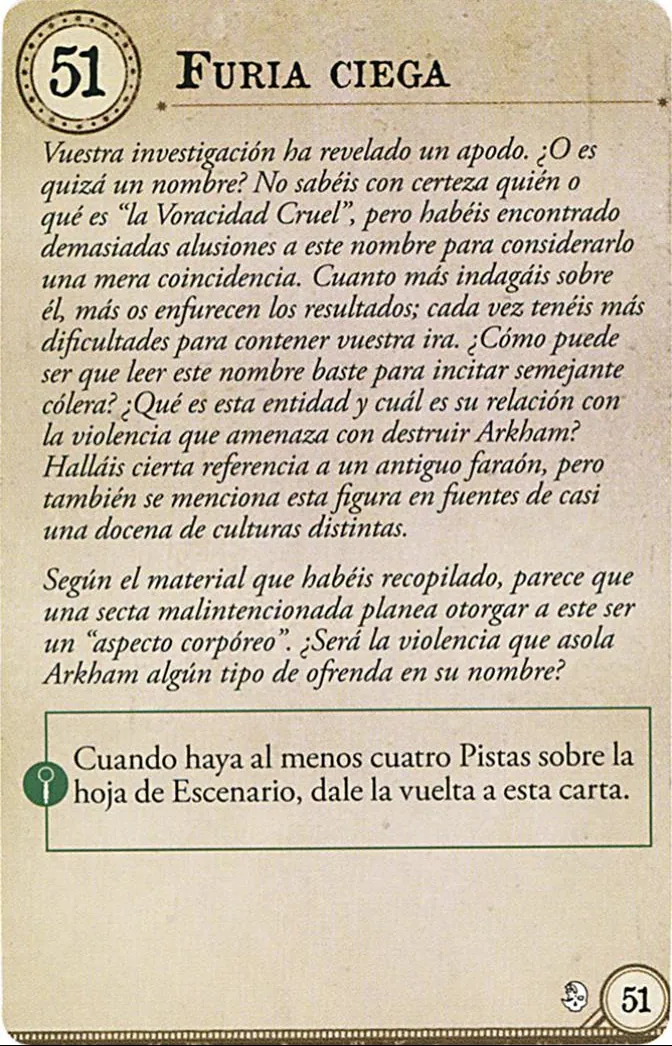 51
FURIA CIEGA
Vuestra investigación ha revelado un apodo. ¿O es
quizá un nombre? No sabéis con certeza quién o
qué es “la Voracidad Cruel”, pero habéis encontrado
demasiadas alusiones a este nombre para considerarlo
una mera coincidencia. Cuanto más indagáis sobre
él, más os enfurecen los resultados; cada vez tenéis más
dificultades para contener vuestra ira. ¿Cómo puede
ser que leer este nombre baste para incitar semejante
cólera? ¿Qué es esta entidad y cuál es su relación con
la violencia que amenaza con destruir Arkham?
Halláis cierta referencia a un antiguo faraón, pero
también se menciona esta figura en fuentes de casi
una docena de culturas distintas.
Según el material que habéis recopilado, parece que
una secta malintencionada planea otorgar a este ser
un “aspecto corpóreo”. ¿Será la violencia que asola
Arkham algún tipo de ofrenda en su nombre?
Cuando haya al menos cuatro Pistas sobre la
hoja de Escenario, dale la vuelta a esta carta.
51